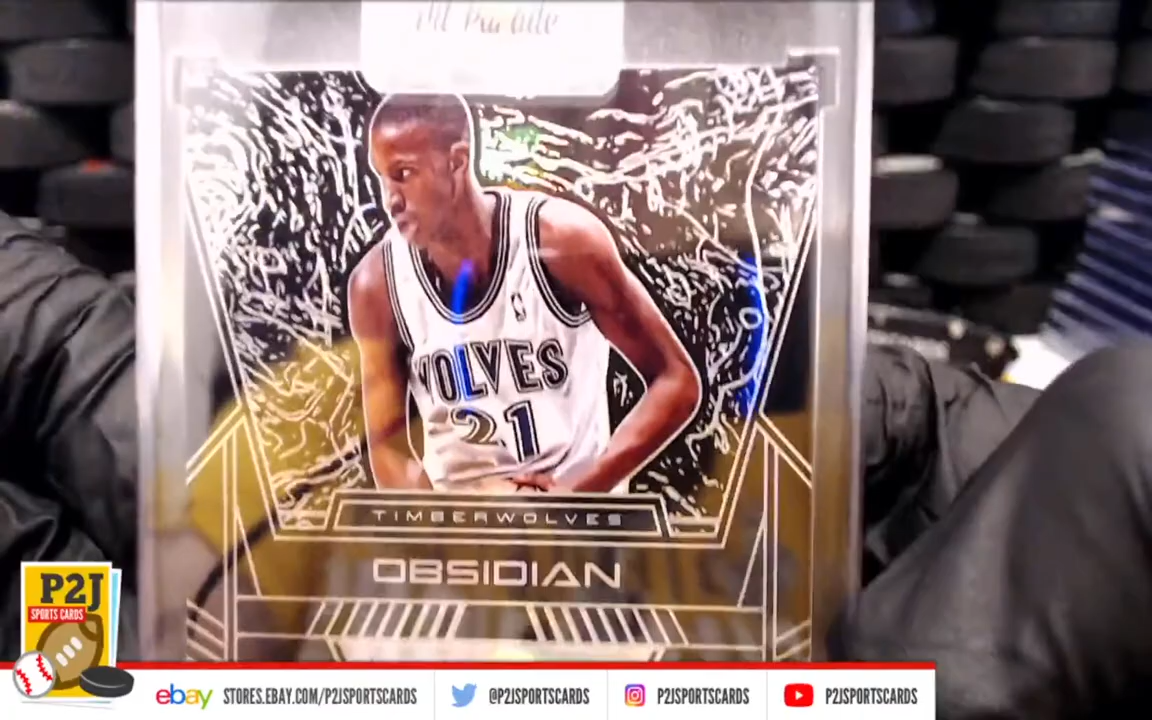 WOLVES
21
TIMBERWOLVES
OBSIDIAN
P2J
SPORTS CARDS
ebay STORES.EBAY.COM/P2JSPORTSCARDS
@P2JSPORTSCARDS
P2JSPORTSCARDS
P2JSPORTSCARDS